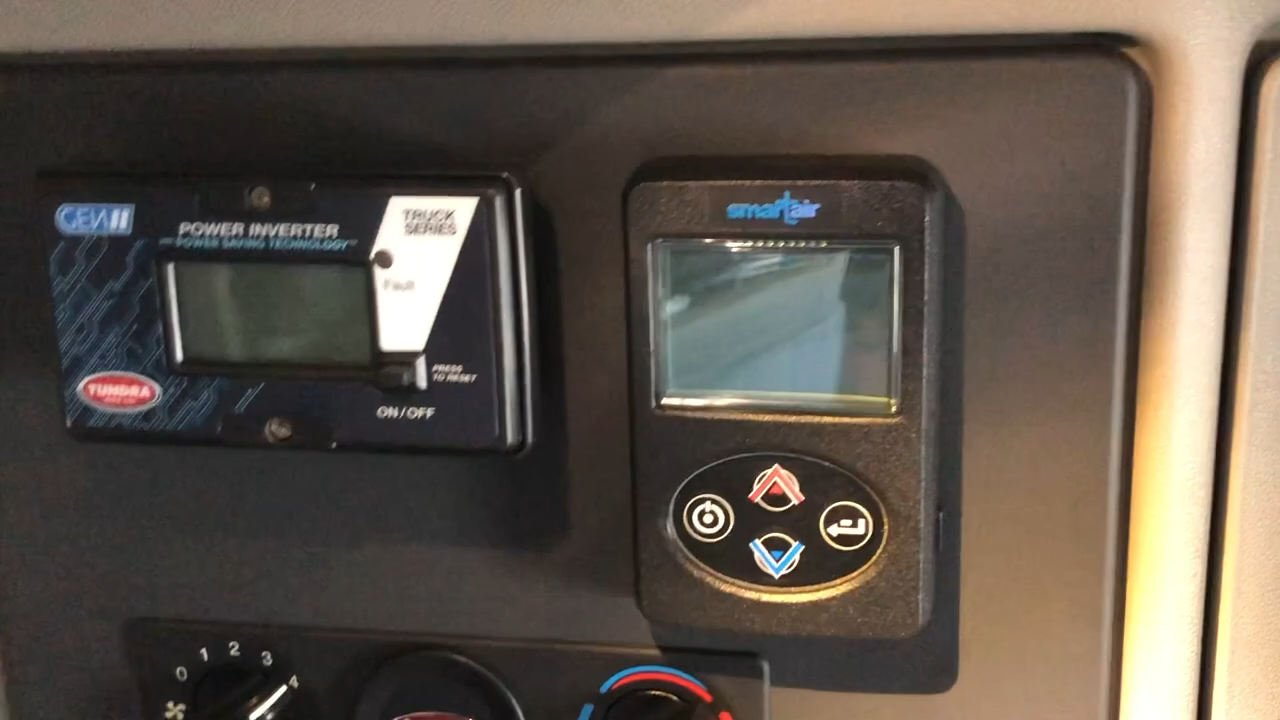 GEN II
POWER INVERTER
POWER SAVING TECHNOLOGY
TRUCK
SERIES
Fault
PRESS
TO RESET
ON/OFF
TUNDRA
smartair
0 1 2 3 4